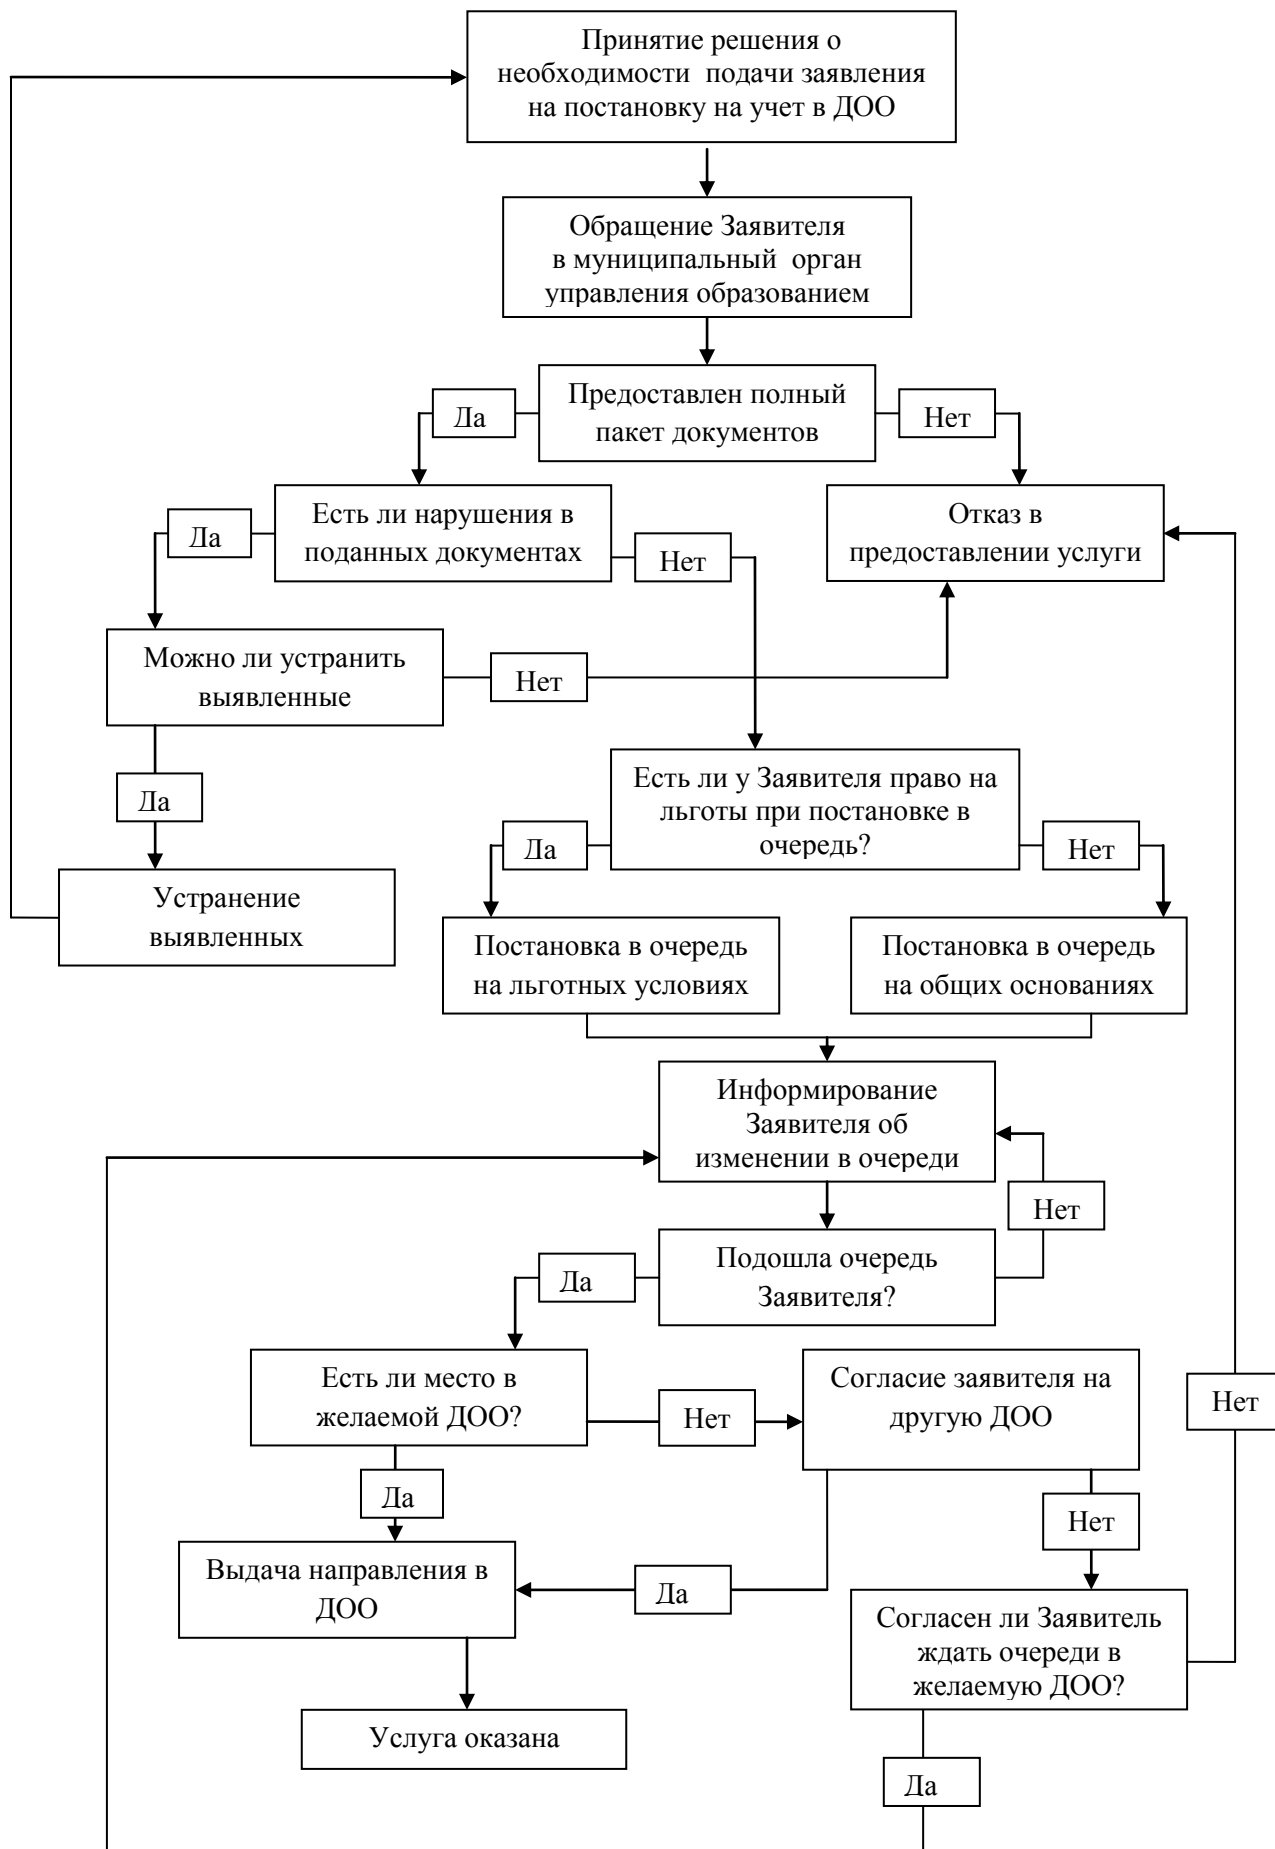 Принятие решения о
необходимости подачи заявления
на постановку на учет в ДОО
Обращение Заявителя
в муниципальный орган
управления образованием
Предоставлен полный
пакет документов
Да
Нет
Есть ли нарушения в
поданных документах
Отказ в
предоставлении услуги
Да
Нет
Можно ли устранить
выявленные
Нет
Да
Есть ли у Заявителя право на
льготы при постановке в
очередь?
Да
Нет
Устранение
выявленных
Постановка в очередь
на льготных условиях
Постановка в очередь
на общих основаниях
Информирование
Заявителя об
изменении в очереди
Нет
Подошла очередь
Заявителя?
Да
Есть ли место в
желаемой ДОО?
Нет
Согласие заявителя на
другую ДОО
Нет
Да
Нет
Выдача направления в
ДОО
Да
Согласен ли Заявитель
ждать очереди в
желаемую ДОО?
Услуга оказана
Да